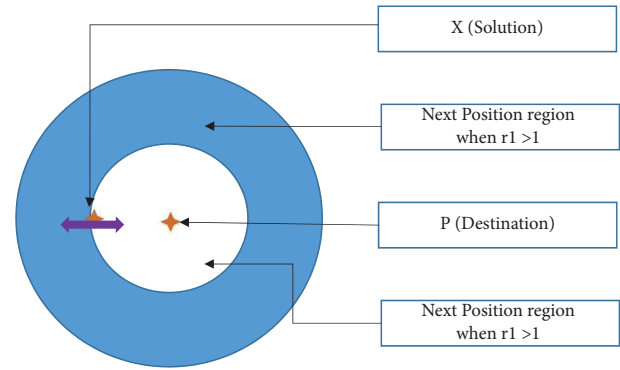 X (Solution)
Next Position region
when r1 >1
P (Destination)
Next Position region
when r1 >1